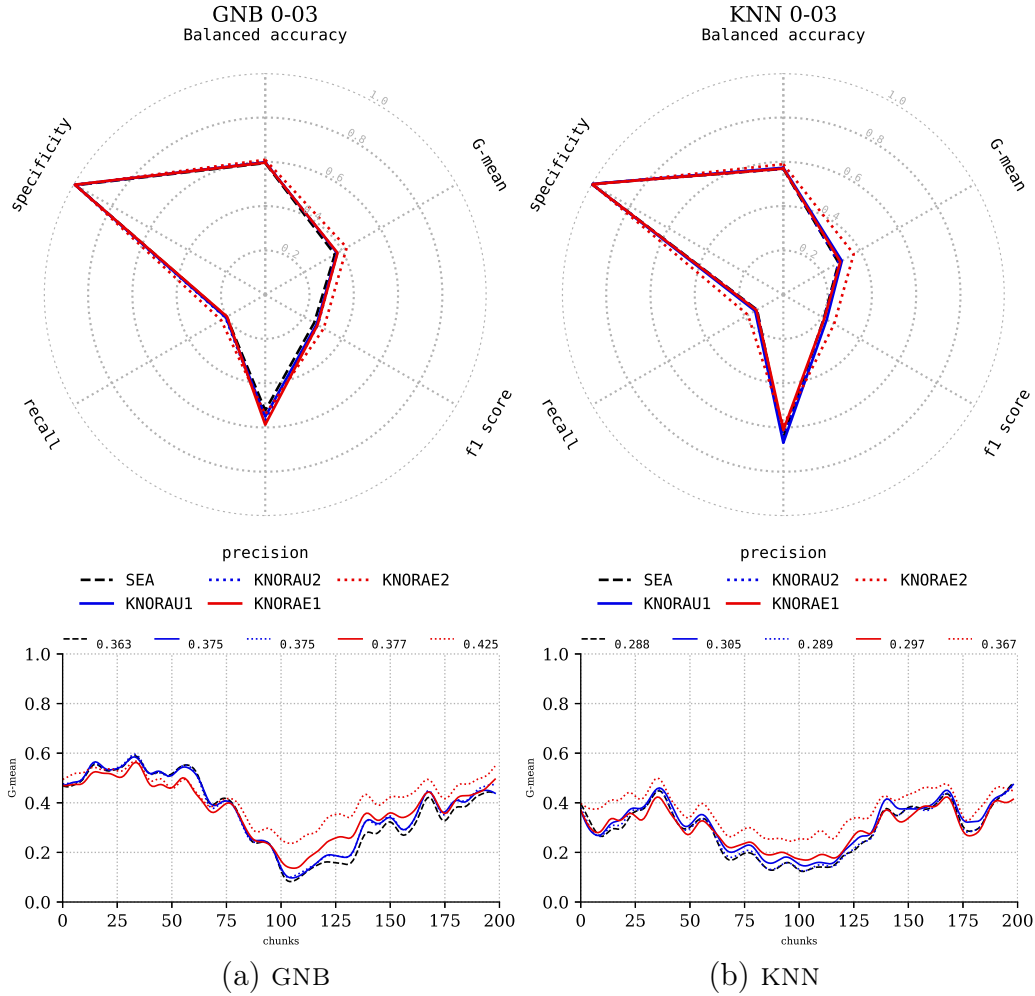 GNB 0-03
Balanced accuracy
G-mean
specificity
1.0
0.8
0.6
0.2
recall
f1 score
precision
SEA
KNORAU2
KNORAE2
KNORAU1
KNORAE1
0.363 0.375 0.375 0.377 0.425
1.0
0.8
0.6
0.4
0.2
0.0
G-mean
0 25 50 75 100 125 150 175 200
chunks
(a) GNB
KNN 0-03
Balanced accuracy
G-mean
specificity
1.0
0.8
0.6
0.4
0.2
recall
f1 score
precision
SEA
KNORAU2
KNORAE2
KNORAU1
KNORAE1
0.288 0.305 0.289 0.297 0.367
1.0
0.8
0.6
0.4
0.2
0.0
G-mean
0 25 50 75 100 125 150 175 200
chunks
(b) KNN